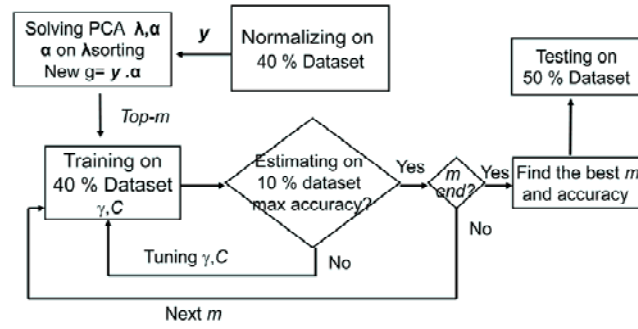 Solving PCA λ,α
α on λsorting
New g= y .α
y
Normalizing on
40 % Dataset
Testing on
50 % Dataset
Top-m
Training on
40 % Dataset
γ,C
Estimating on
10 % dataset
max accuracy?
Yes
m
end?
Yes
Find the best m
and accuracy
Tuning γ,C
No
No
Next m